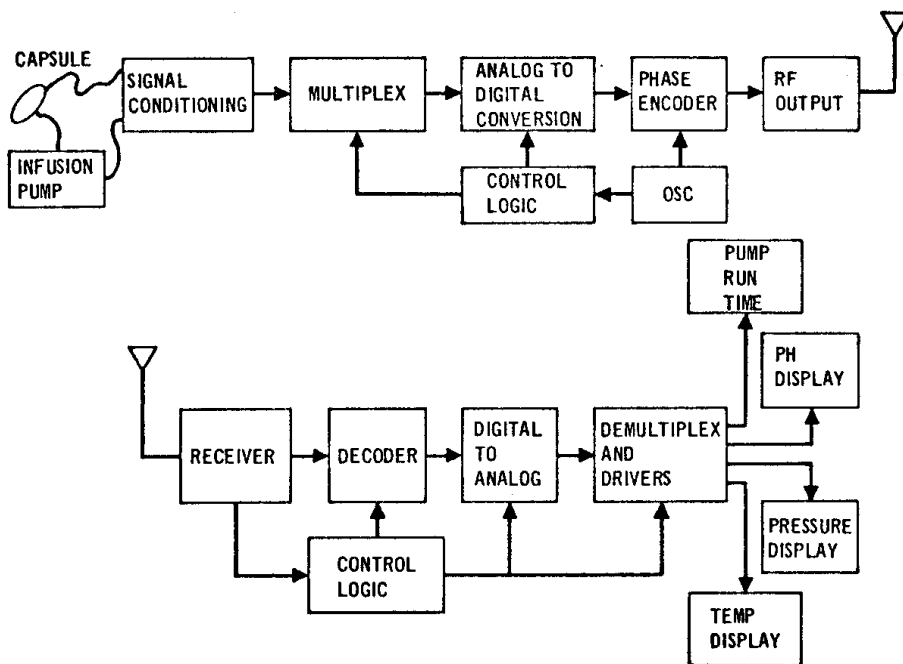 CAPSULE
SIGNAL
CONDITIONING
MULTIPLEX
ANALOG TO
DIGITAL
CONVERSION
PHASE
ENCODER
RF
OUTPUT
INFUSION
PUMP
CONTROL
LOGIC
OSC
PUMP
RUN
TIME
PH
DISPLAY
RECEIVER
DECODER
DIGITAL
TO
ANALOG
DEMULTIPLEX
AND
DRIVERS
PRESSURE
DISPLAY
CONTROL
LOGIC
TEMP
DISPLAY